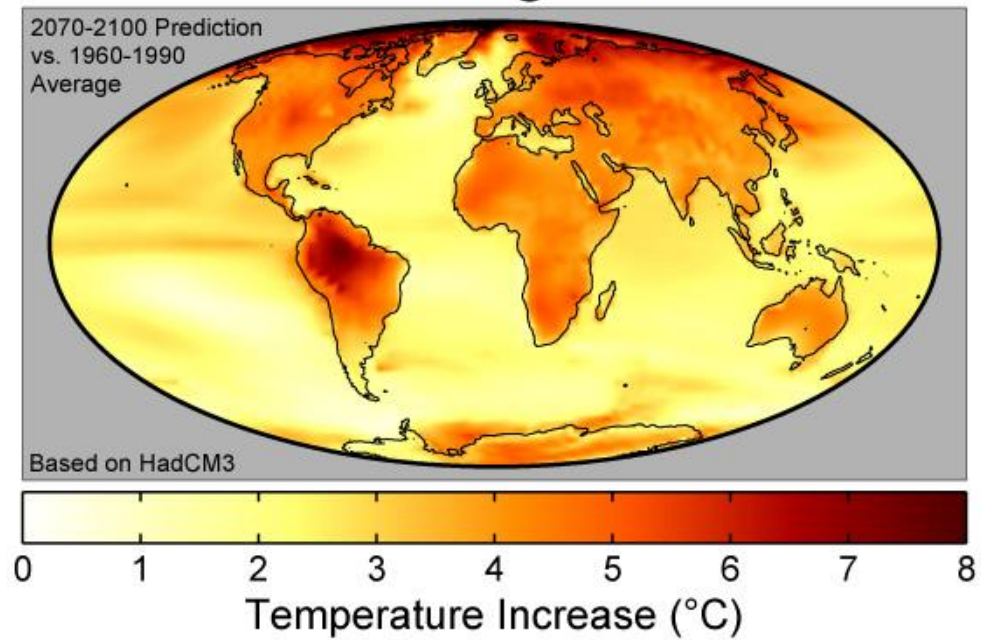 2070-2100 Prediction
vs. 1960-1990
Average
Based on HadCM3
0 1 2 3 4 5 6 7 8
Temperature Increase (°C)